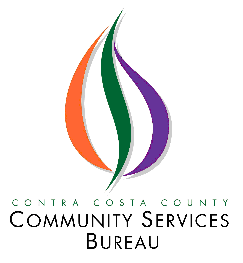 CONTRA COSTA COUNTY
COMMUNITY SERVICES
BUREAU